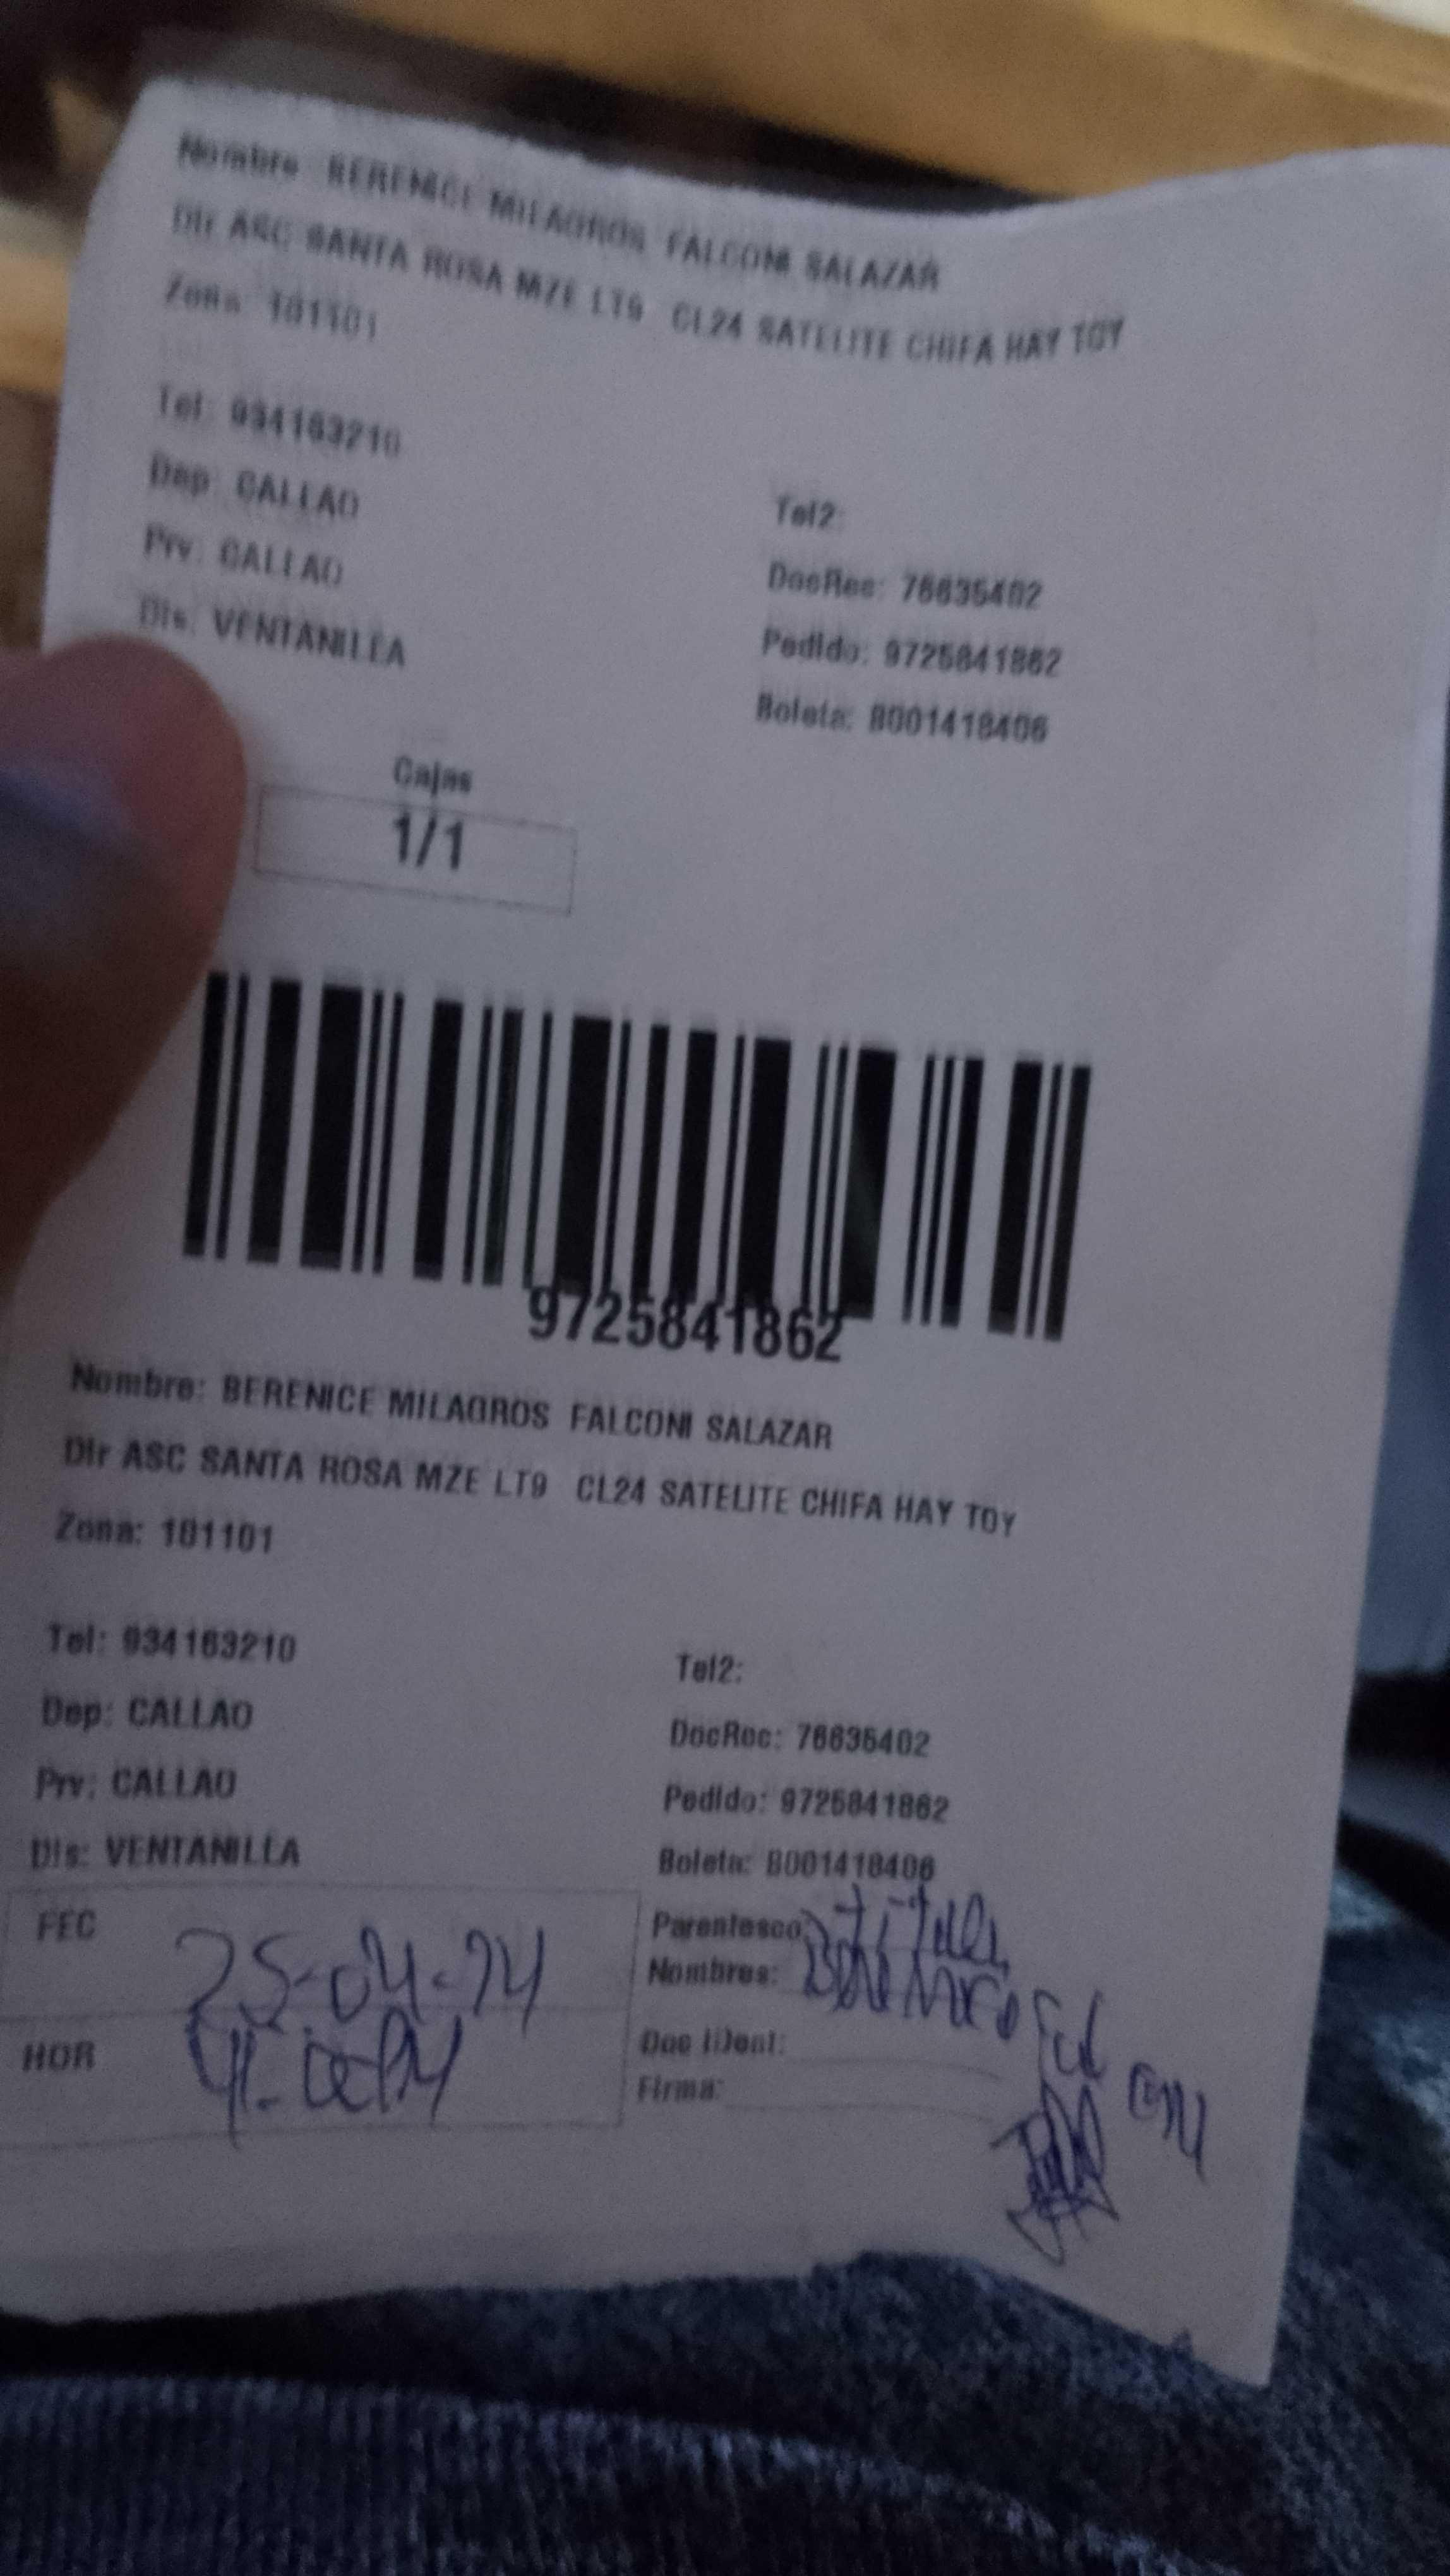 Nombre: BERENICE MILAGROS FALCONI SALAZAR
Dir ASC SANTA ROSA MZE LT9 CL24 SATELITE CHIFA HAY TOY
Zona: 101101
Tel: 934163210
Tel2:
Dep: CALLAO
DocRec: 76635402
Prv: CALLAO
Pedido: 9725841862
Dis: VENTANILLA
Boleta: B001418406
Cajas
1/1
9725841862
Nombre: BERENICE MILAGROS FALCONI SALAZAR
Dir ASC SANTA ROSA MZE LT9 CL24 SATELITE CHIFA HAY TOY
Zona: 101101
Tel: 934163210
Tel2:
Dep: CALLAO
DocRec: 76635402
Prv: CALLAO
Pedido: 9725841862
Dis: VENTANILLA
Boleta: B001418406
FEC 25-04-24
Parentesco:
Nombres:
HOR
Doc iDent:
Firma: